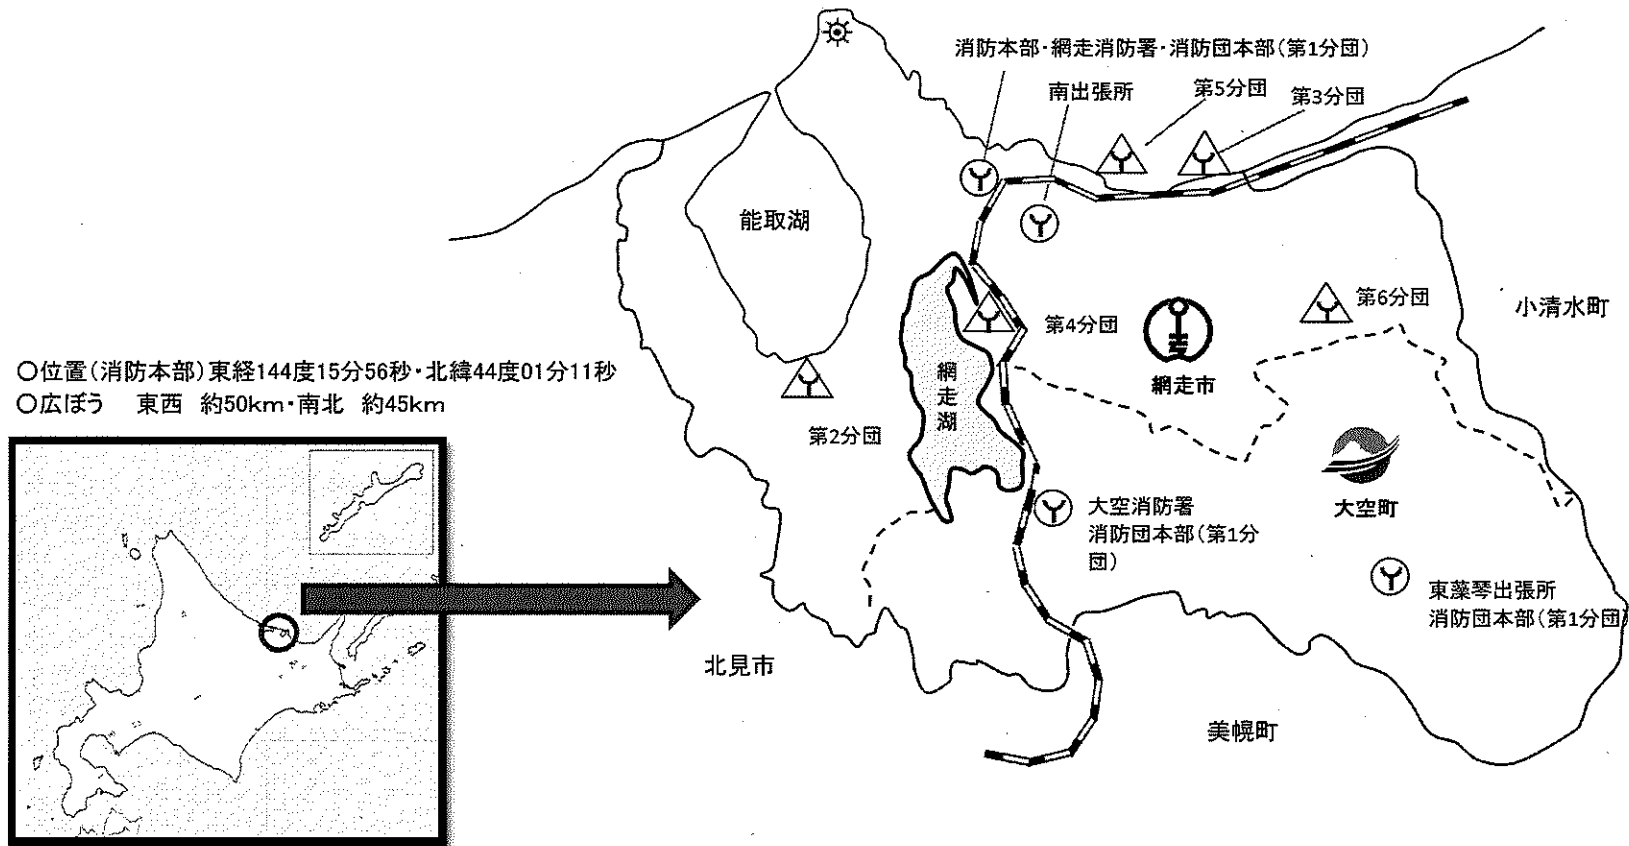 消防本部・網走消防署・消防団本部(第1分団)
南出張所
第5分団
第3分団
能取湖
第6分団
小清水町
第4分団
網走市
○位置(消防本部)東経144度15分56秒・北緯44度01分11秒
○広ぼう 東西 約50km・南北 約45km
網走湖
第2分団
大空町
大空消防署
消防団本部(第1分
団)
東藻琴出張所
消防団本部(第1分団
北見市
美幌町